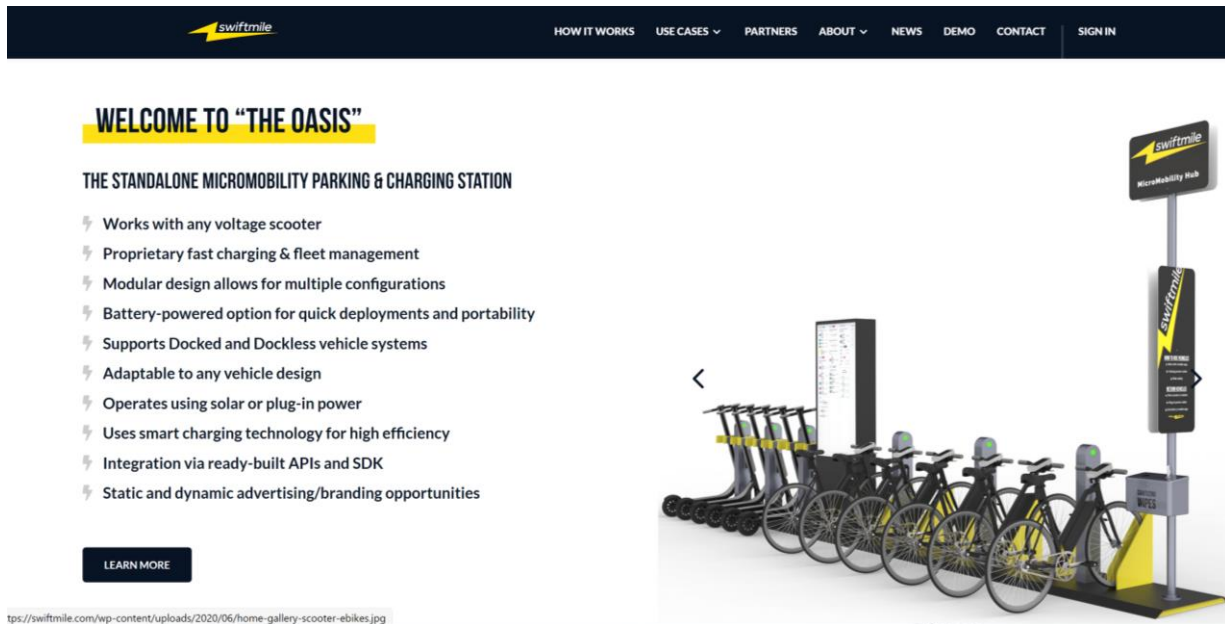 swiftmile
HOW IT WORKS USE CASES PARTNERS ABOUT NEWS DEMO CONTACT SIGN IN
WELCOME TO “THE OASIS”
THE STANDALONE MICROMOBILITY PARKING & CHARGING STATION
Works with any voltage scooter
Proprietary fast charging & fleet management
Modular design allows for multiple configurations
Battery-powered option for quick deployments and portability
Supports Docked and Dockless vehicle systems
Adaptable to any vehicle design
Operates using solar or plug-in power
Uses smart charging technology for high efficiency
Integration via ready-built APIs and SDK
Static and dynamic advertising/branding opportunities
LEARN MORE
swiftmile
MicroMobility Hub
swiftmile
WIPES
tps://swiftmile.com/wp-content/uploads/2020/06/home-gallery-scooter-ebikes.jpg